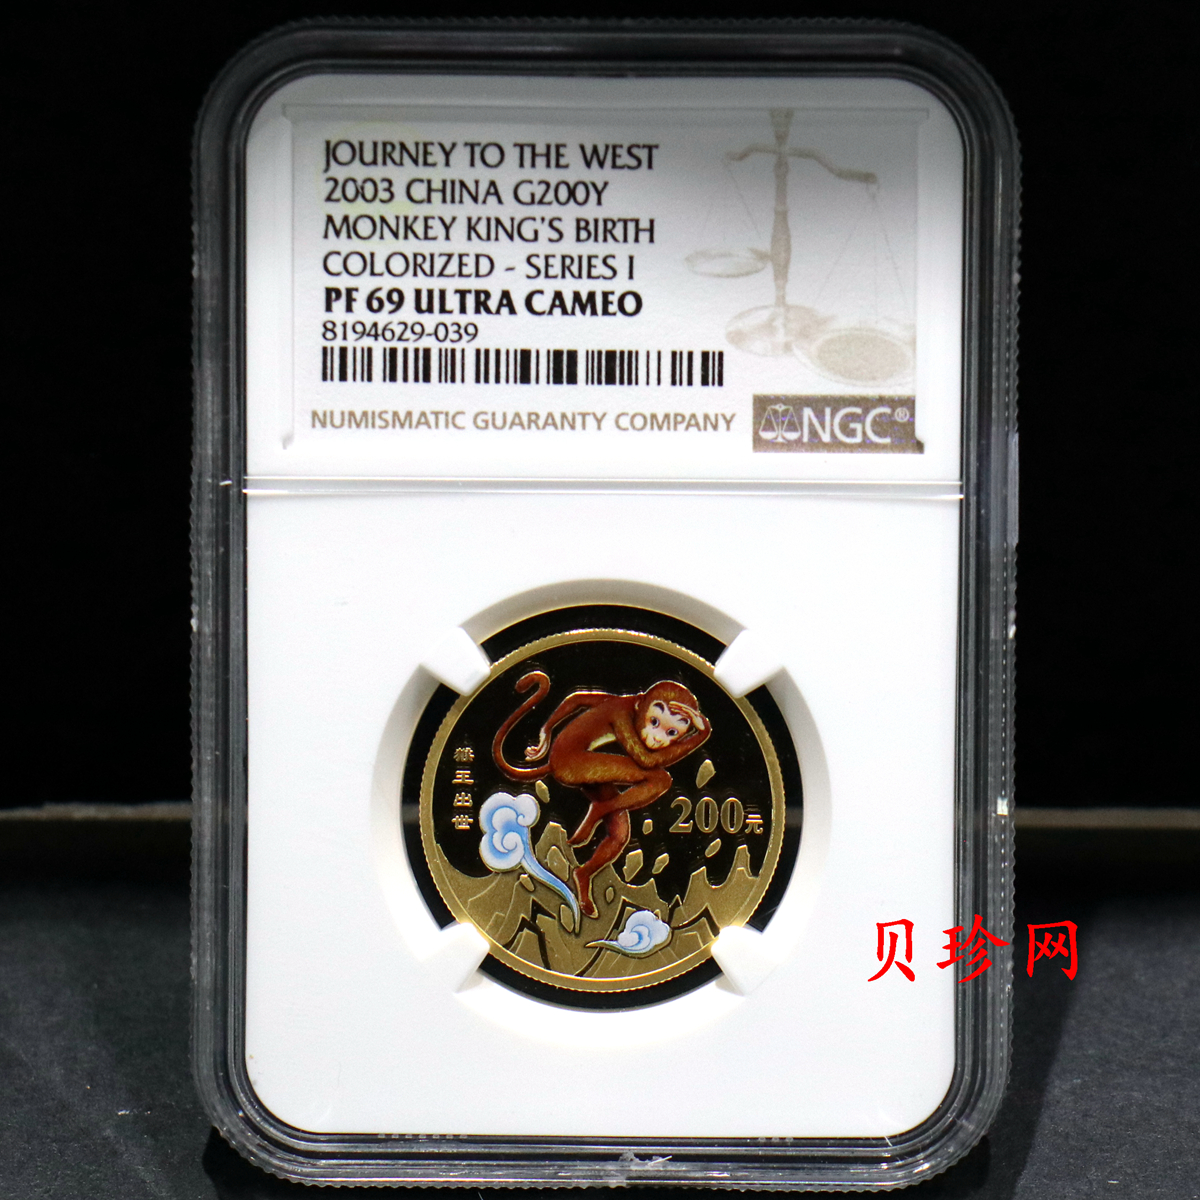 JOURNEY TO THE WEST
2003 CHINA G200Y
MONKEY KING'S BIRTH
COLORIZED - SERIES I
PF 69 ULTRA CAMEO
8194629-039
NUMISMATIC GUARANTY COMPANY
NGC®
猴王出世
200元
贝珍网